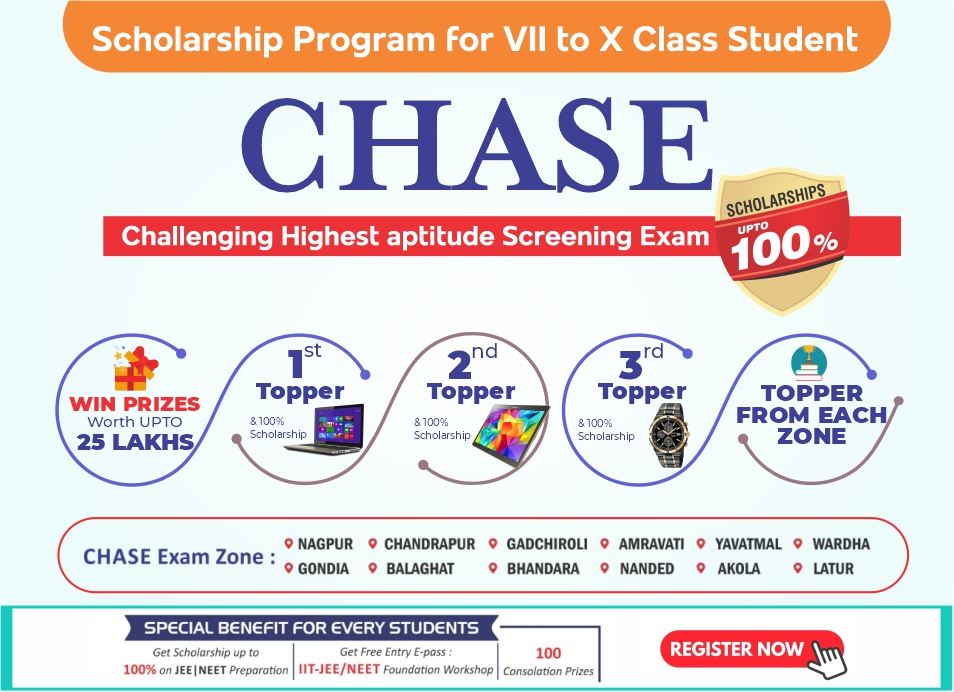 Scholarship Program for VII to X Class Student
CHASE
Challenging Highest aptitude Screening Exam
SCHOLARSHIPS
UPTO
100%
WIN PRIZES
Worth UPTO
25 LAKHS
1st
Topper
& 100%
Scholarship
2nd
Topper
& 100%
Scholarship
3rd
Topper
& 100%
Scholarship
TOPPER
FROM EACH
ZONE
CHASE Exam Zone :
NAGPUR CHANDRAPUR GADCHIROLI AMRAVATI YAVATMAL WARDHA
GONDIA BALAGHAT BHANDARA NANDED AKOLA LATUR
SPECIAL BENEFIT FOR EVERY STUDENTS
Get Scholarship up to
100% on JEE|NEET Preparation
Get Free Entry E-pass :
IIT-JEE/NEET Foundation Workshop
100
Consolation Prizes
REGISTER NOW